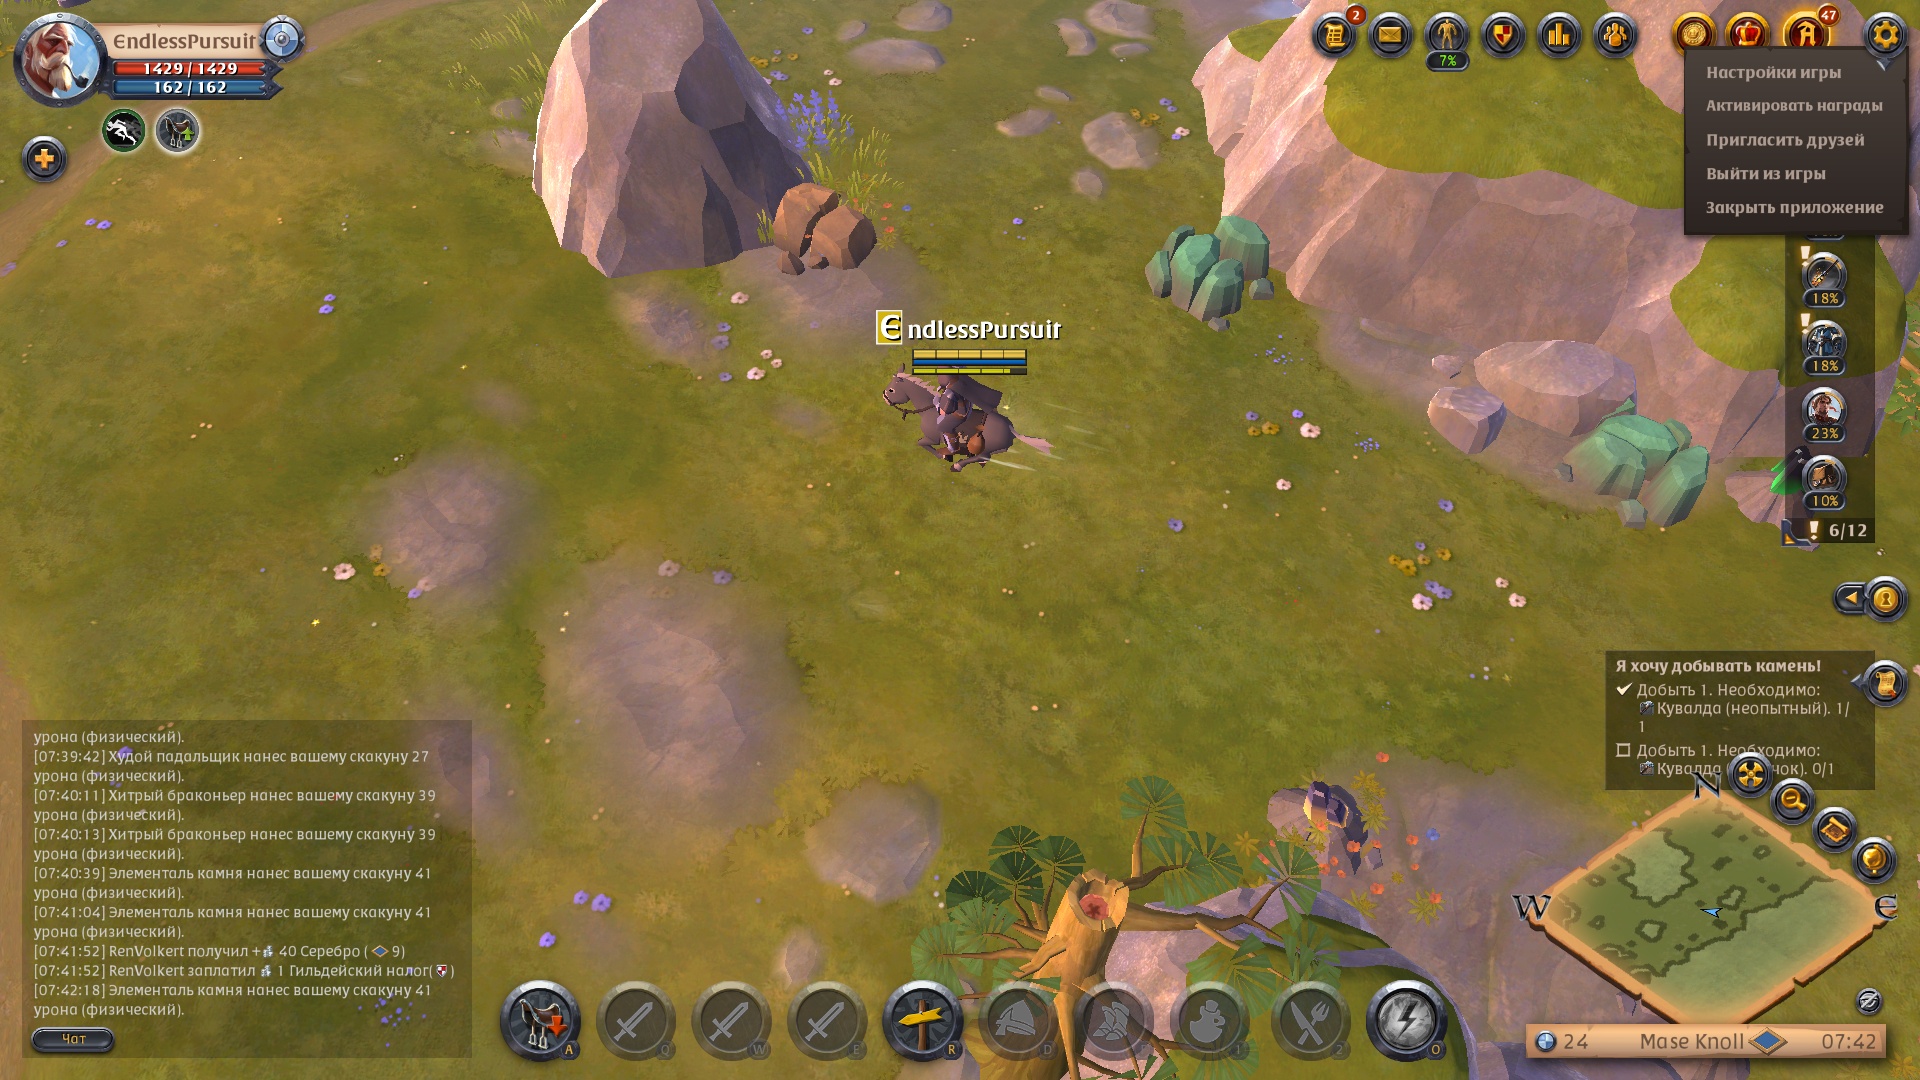 EndlessPursuit
1429 / 1429
162 / 162
2
7%
47
Настройки игры
Активировать награды
Пригласить друзей
Выйти из игры
Закрыть приложение
18%
18%
23%
10%
6/12
EndlessPursuit
Я хочу добывать камень!
Добыть 1. Необходимо:
Кувалда (неопытный). 1/
1
Добыть 1. Необходимо:
Кувалда 0/1
N
W
E
24 Mase Knoll 07:42
урона (физический).
[07:39:42] Худой падальщик нанес вашему скакуну 27
урона (физический).
[07:40:11] Хитрый браконьер нанес вашему скакуну 39
урона (физический).
[07:40:13] Хитрый браконьер нанес вашему скакуну 39
урона (физический).
[07:40:39] Элементаль камня нанес вашему скакуну 41
урона (физический).
[07:41:04] Элементаль камня нанес вашему скакуну 41
урона (физический).
[07:41:52] RenVolkert получил + 40 Серебро ( 9)
[07:41:52] RenVolkert заплатил 1 Гильдейский налог( )
[07:42:18] Элементаль камня нанес вашему скакуну 41
урона (физический).
Чат
A Q W E R D 1 2 O